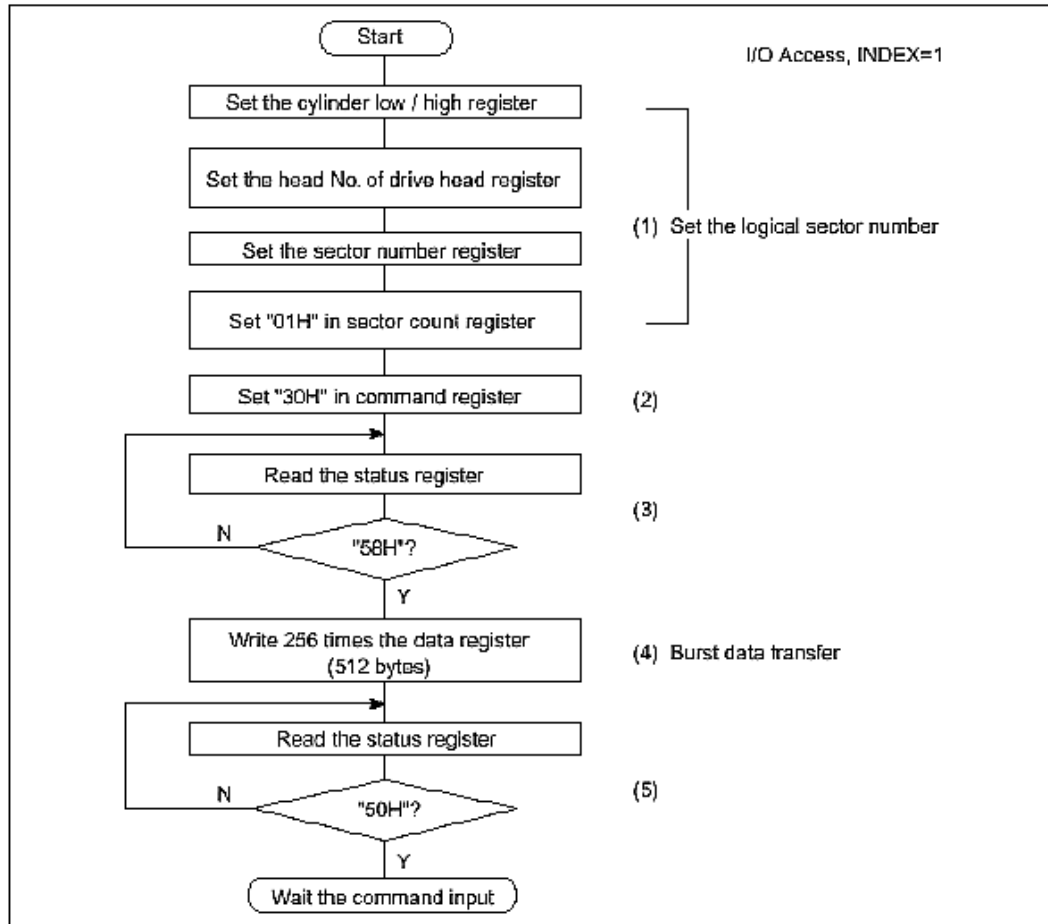 Start
I/O Access, INDEX=1
Set the cylinder low / high register
Set the head No. of drive head register
(1) Set the logical sector number
Set the sector number register
Set "01H" in sector count register
Set "30H" in command register
(2)
Read the status register
(3)
N
"58H"?
Y
Write 256 times the data register
(512 bytes)
(4) Burst data transfer
Read the status register
(5)
N
"50H"?
Y
Wait the command input